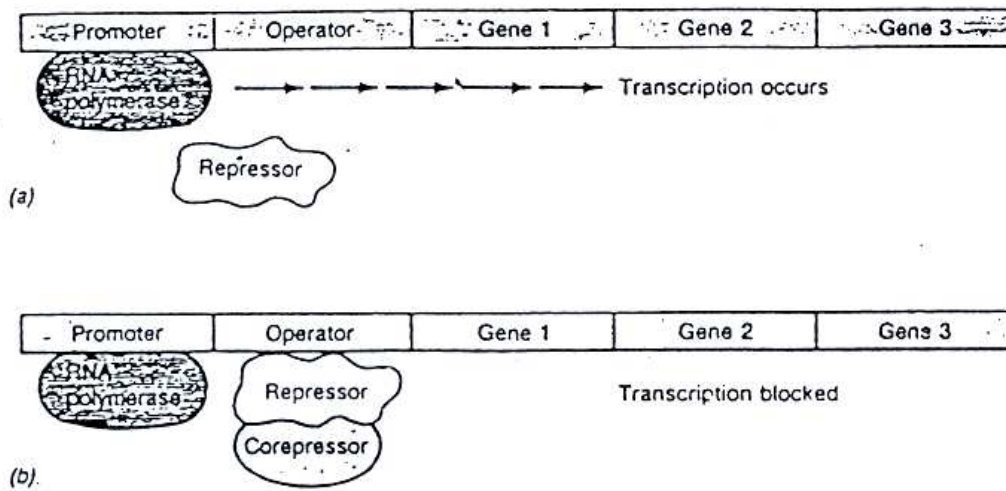 Promoter Operator Gene 1 Gene 2 Gene 3
RNA
polymerase
Transcription occurs
Repressor
(a)
Promoter Operator Gene 1 Gene 2 Gene 3
RNA
polymerase
Repressor
Transcription blocked
Corepressor
(b).